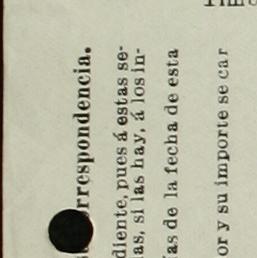 rrespondencia.
diente, pues á estas se-
as, si las hay, á los in-
as de la fecha de esta
or y su importe se car